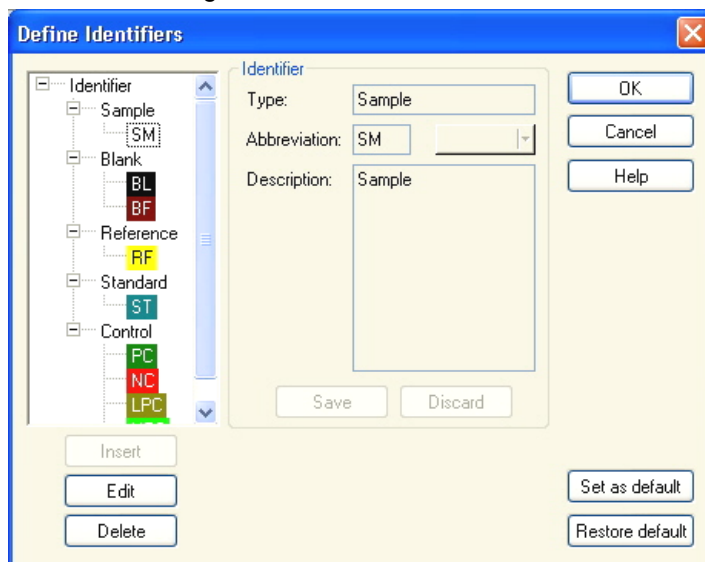 Define Identifiers
Identifier
Sample
SM
Blank
BL
BF
Reference
RF
Standard
ST
Control
PC
NC
LPC
Insert
Edit
Delete
Identifier
Type: Sample
Abbreviation: SM
Description: Sample
Save Discard
OK
Cancel
Help
Set as default
Restore default